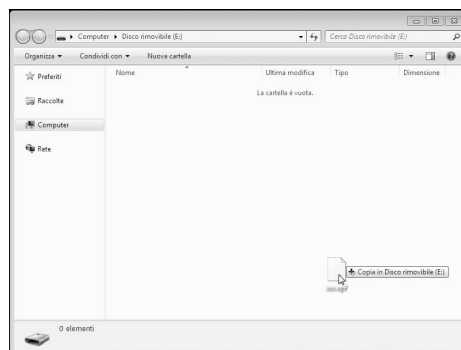 Computer ▸ Disco rimovibile (E:)
Cerca Disco rimovibile (E:)
Organizza ▾ Condividi con ▾ Nuova cartella
Preferiti
Raccolte
Computer
Rete
Nome Ultima modifica Tipo Dimensione
La cartella è vuota.
Copia in Disco rimovibile (E:)
0 elementi